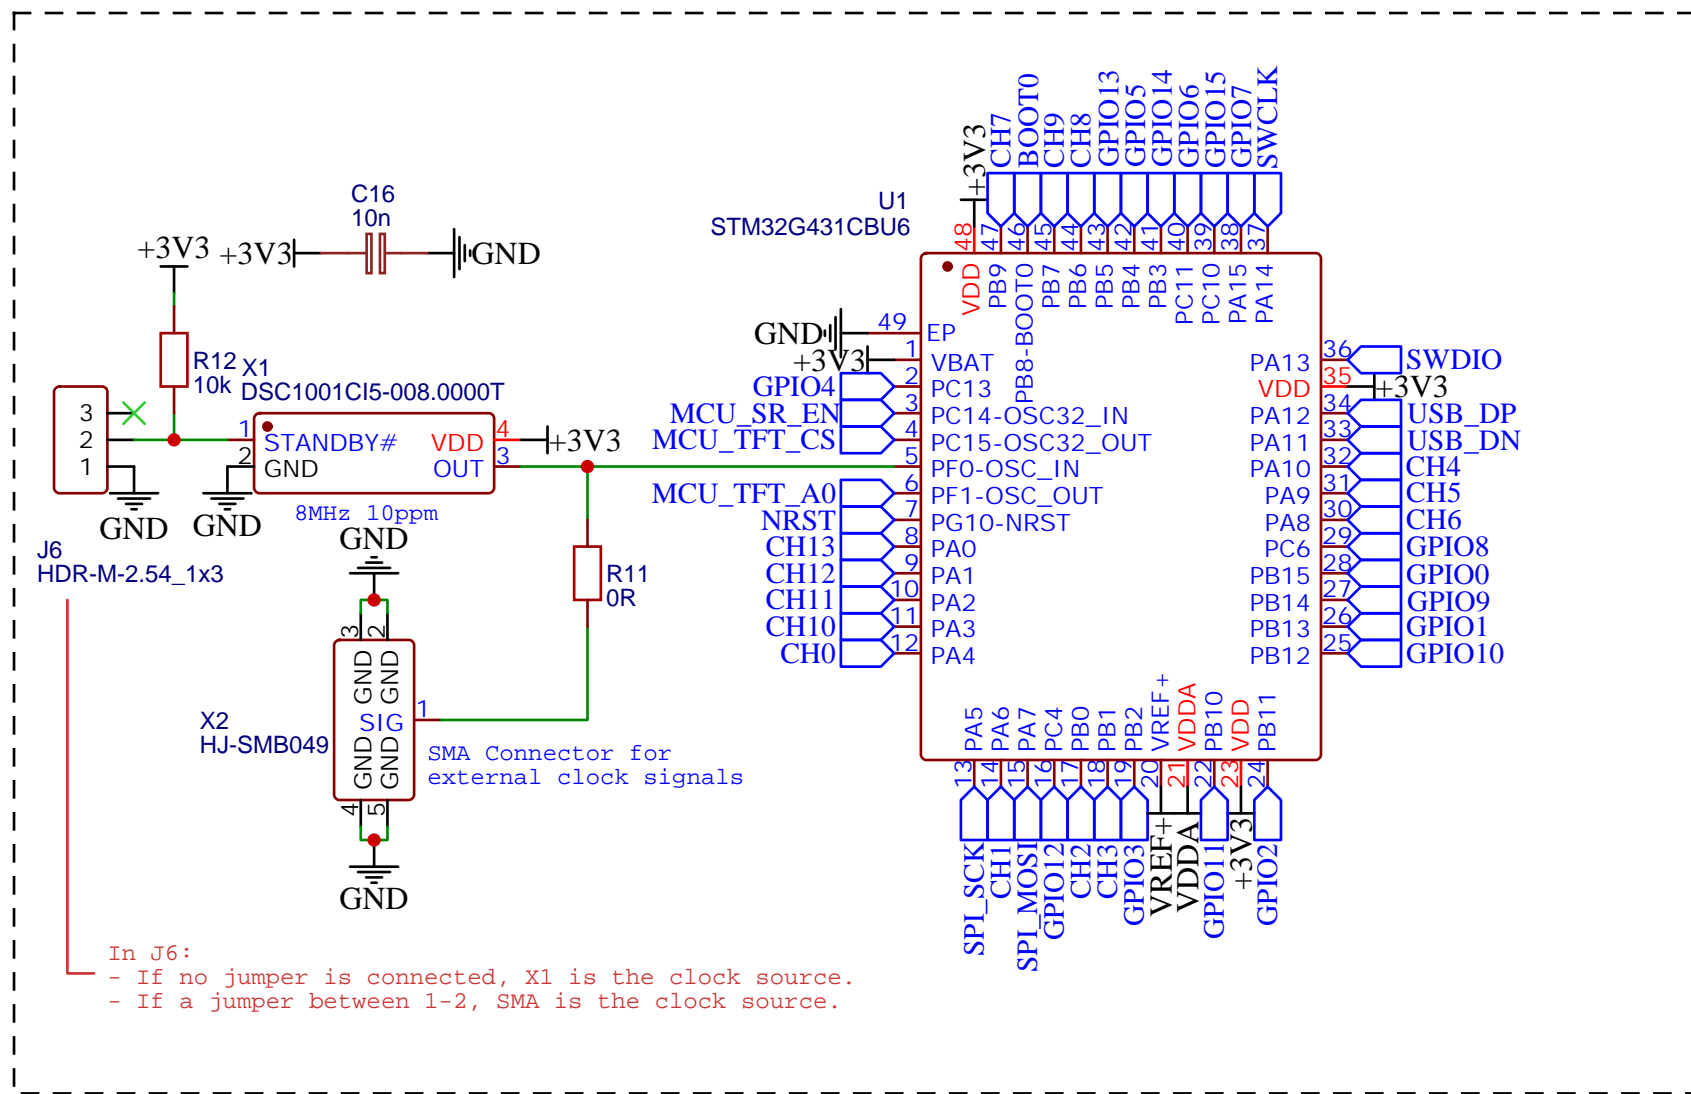 C16
10n
+3V3
+3V3
GND
R12
10k
X1
DSC1001CI5-008.0000T
3
2
1
1
STANDBY#
2
GND
VDD
4
+3V3
OUT
3
GND
GND
8MHz 10ppm
J6
HDR-M-2.54_1x3
GND
3
2
GND
GND
SIG
1
GND
GND
4
5
GND
X2
HJ-SMB049
R11
0R
SMA Connector for
external clock signals
In J6:
- If no jumper is connected, X1 is the clock source.
- If a jumper between 1-2, SMA is the clock source.
U1
STM32G431CBU6
+3V3
CH7
BOOT0
CH9
CH8
GPIO13
GPIO5
GPIO14
GPIO6
GPIO15
GPIO7
SWCLK
48
47
46
45
44
43
42
41
40
39
38
37
VDD
PB9
PB8-BOOT0
PB7
PB6
PB5
PB4
PB3
PC11
PC10
PA15
PA14
GND 49 EP
+3V3 1 VBAT
GPIO4 2 PC13
MCU_SR_EN 3 PC14-OSC32_IN
MCU_TFT_CS 4 PC15-OSC32_OUT
5 PF0-OSC_IN
MCU_TFT_A0 6 PF1-OSC_OUT
NRST 7 PG10-NRST
CH13 8 PA0
CH12 9 PA1
CH11 10 PA2
CH10 11 PA3
CH0 12 PA4
PA13 36 SWDIO
VDD 35 +3V3
PA12 34 USB_DP
PA11 33 USB_DN
PA10 32 CH4
PA9 31 CH5
PA8 30 CH6
PC6 29 GPIO8
PB15 28 GPIO0
PB14 27 GPIO9
PB13 26 GPIO1
PB12 25 GPIO10
PA5
PA6
PA7
PC4
PB0
PB1
PB2
VREF+
VDDA
PB10
VDD
PB11
13
14
15
16
17
18
19
20
21
22
23
24
SPI_SCK
CH1
SPI_MOSI
GPIO12
CH2
CH3
GPIO3
VREF+
VDDA
GPIO11
+3V3
GPIO2